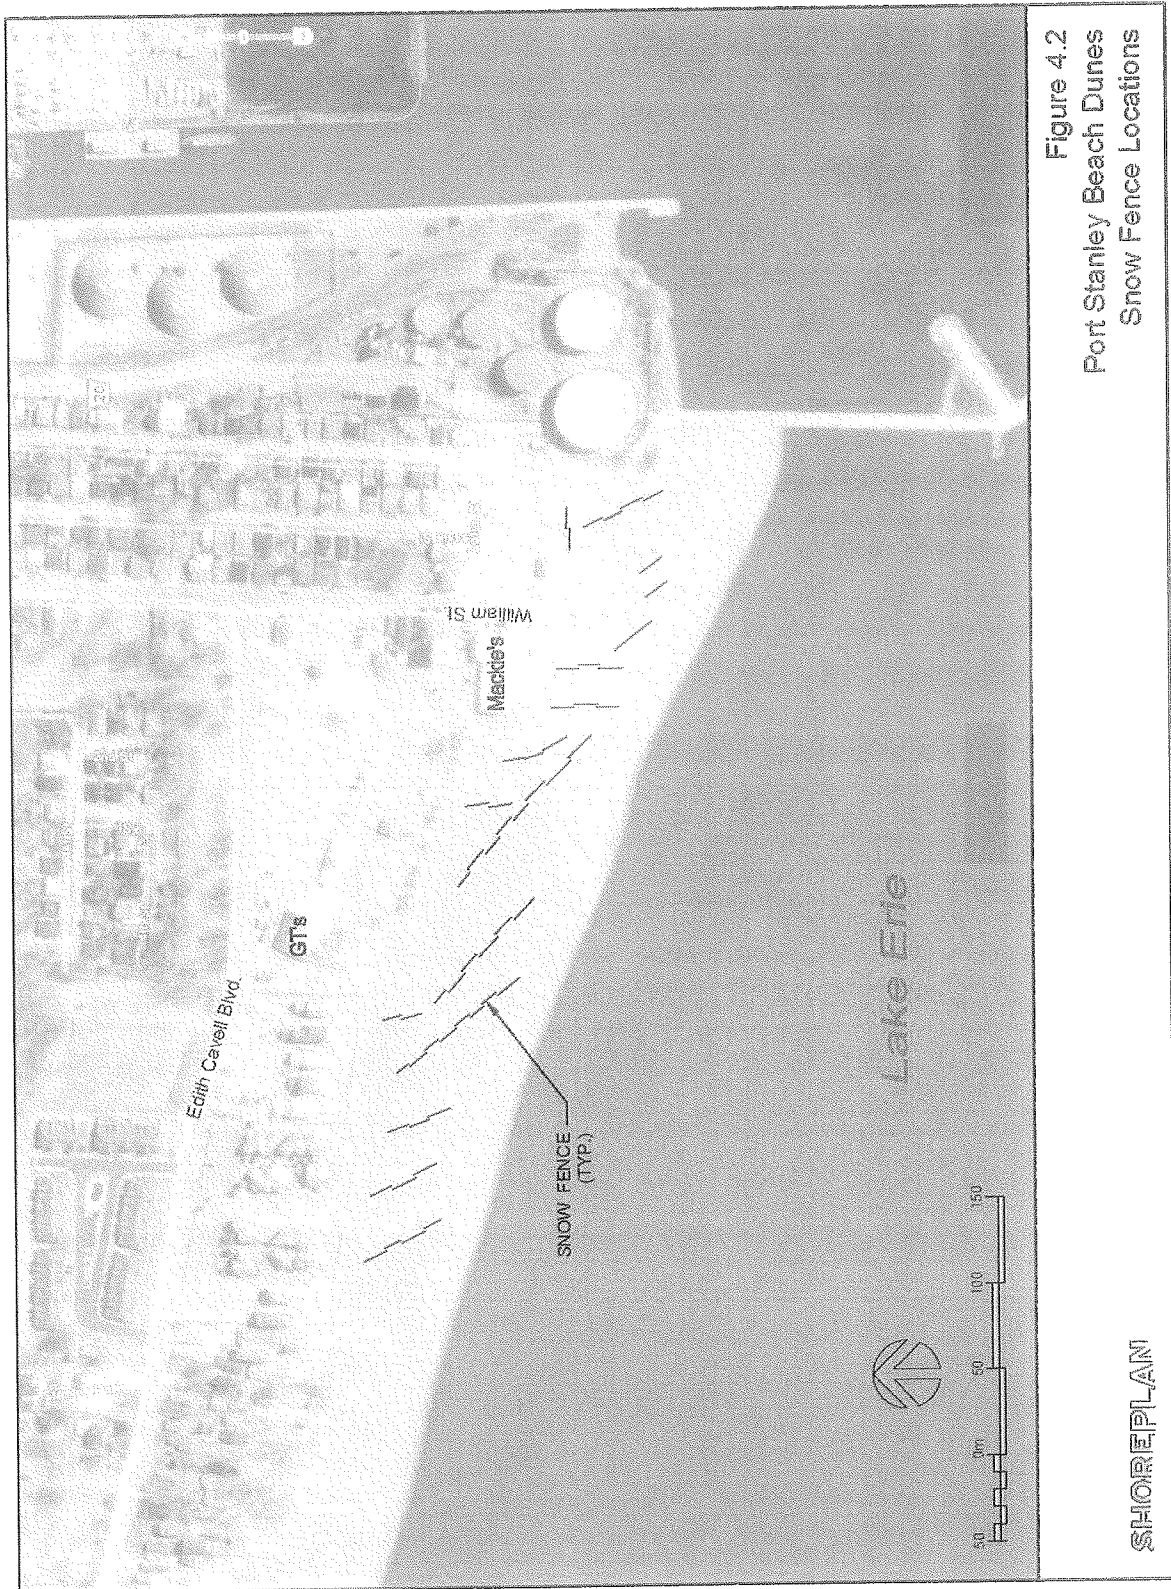 Edith Cavell Blvd.
GT's
Mackie's
William St.
SNOW FENCE
(TYP.)
Lake Erie
50
0m
50
100
150
SHOREPLAN
Figure 4.2
Port Stanley Beach Dunes
Snow Fence Locations